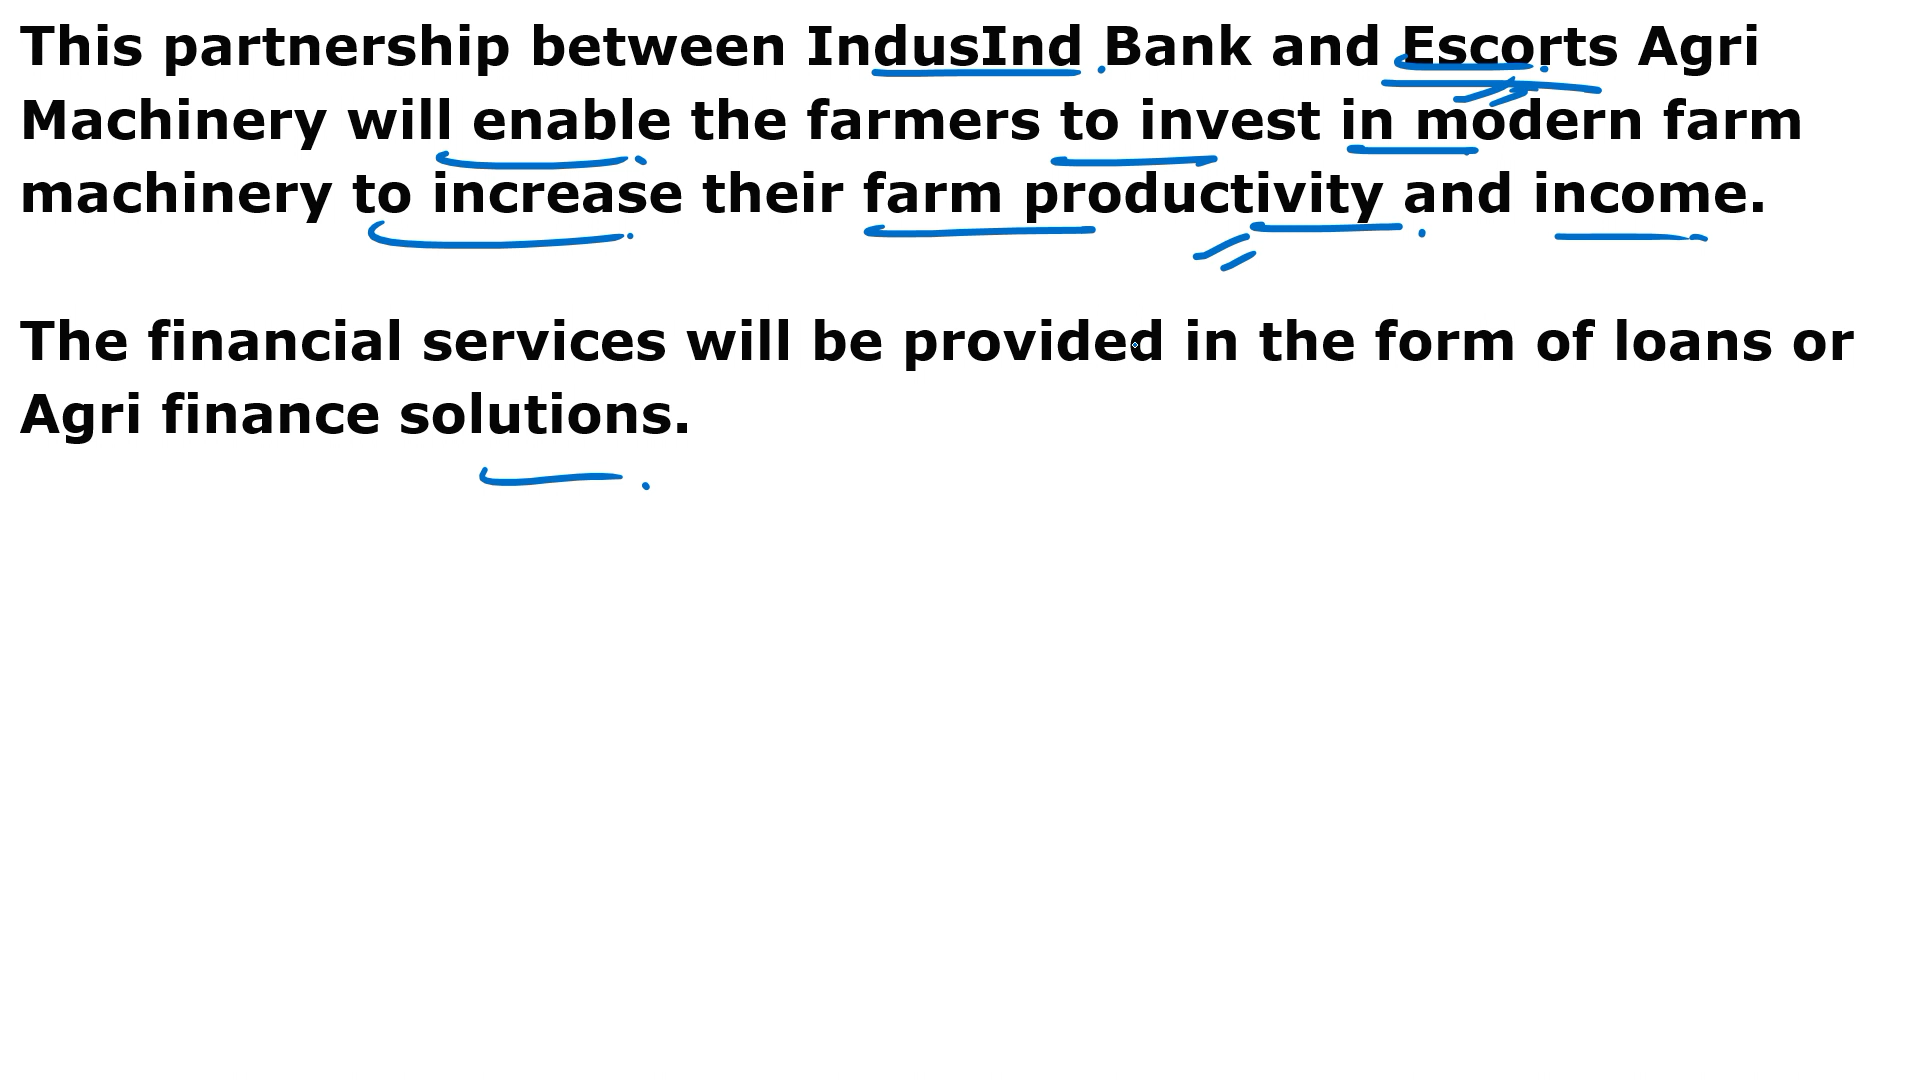 This partnership between IndusInd Bank and Escorts Agri
Machinery will enable the farmers to invest in modern farm
machinery to increase their farm productivity and income.
The financial services will be provided in the form of loans or
Agri finance solutions.